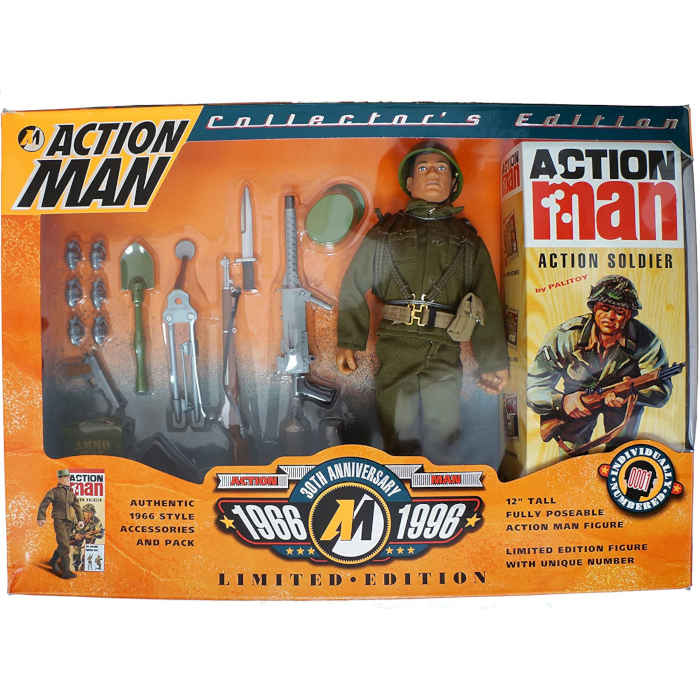 ACTION MAN
Collector's Edition
ACTION
man
ACTION SOLDIER
by PALITOY
AMMO
ACTION
man
AUTHENTIC
1966 STYLE
ACCESSORIES
AND PACK
ACTION MAN
30TH ANNIVERSARY
1966 AM 1996
LIMITED • EDITION
12" TALL
FULLY POSEABLE
ACTION MAN FIGURE
LIMITED EDITION FIGURE
WITH UNIQUE NUMBER
INDIVIDUALLY
0001
NUMBERED